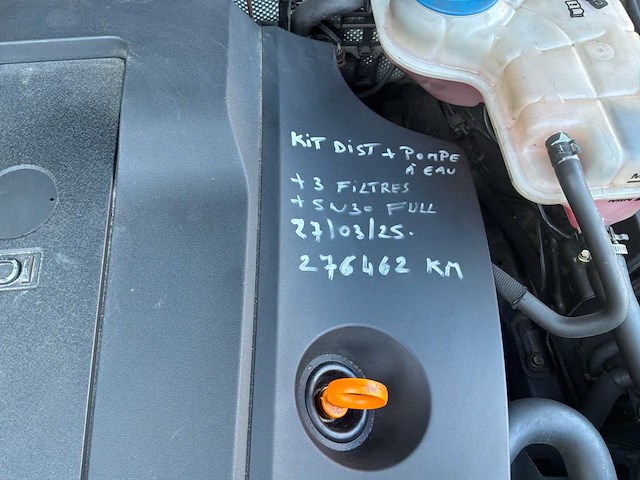 KIT DIST + POMPE
À EAU
+ 3 FILTRES
+ 5W30 FULL
27/03/25.
276462 KM